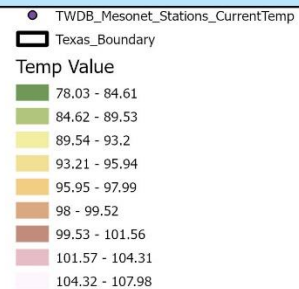 TWDB_Mesonet_Stations_CurrentTemp
Texas_Boundary
Temp Value
78.03 - 84.61
84.62 - 89.53
89.54 - 93.2
93.21 - 95.94
95.95 - 97.99
98 - 99.52
99.53 - 101.56
101.57 - 104.31
104.32 - 107.98